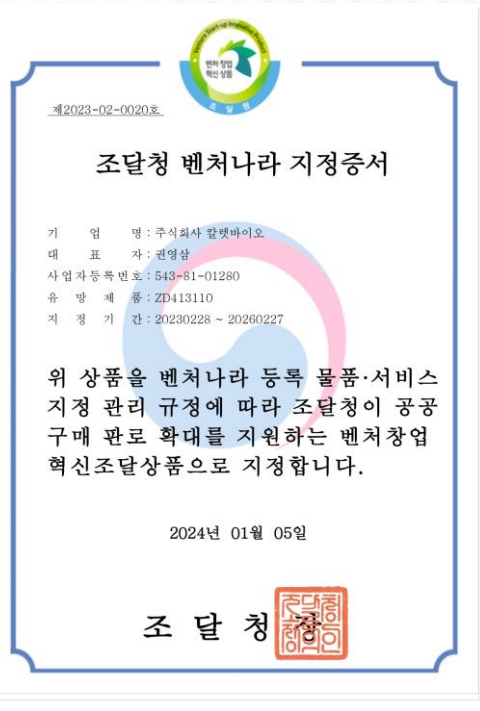 Venture Start-up Innovative Product
벤처 창업
혁신 상품
조 달 청
제2023-02-0020호
조달청 벤처나라 지정증서
기 업 명 : 주식회사 칼렛바이오
대 표 자 : 권영삼
사업자등록번호 : 543-81-01280
유 망 제 품 : ZD413110
지 정 기 간 : 20230228 ~ 20260227
위 상품을 벤처나라 등록 물품·서비스
지정 관리 규정에 따라 조달청이 공공
구매 판로 확대를 지원하는 벤처창업
혁신조달상품으로 지정합니다.
2024년 01월 05일
조 달 청 장